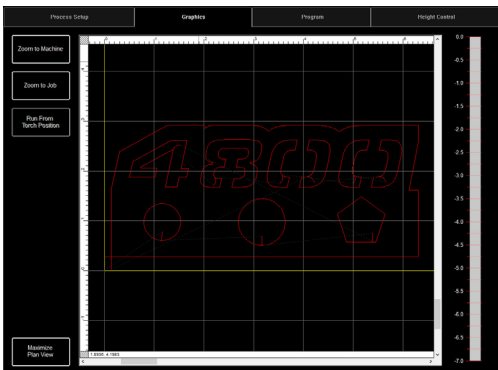 Process Setup
Graphics
Program
Height Control
Zoom to Machine
Zoom to Job
Run From
Torch Position
Maximize
Plan View
4800
0.0
-0.5
-1.0
-1.5
-2.0
-2.5
-3.0
-3.5
-4.0
-4.5
-5.0
-5.5
-6.0
-6.5
-7.0